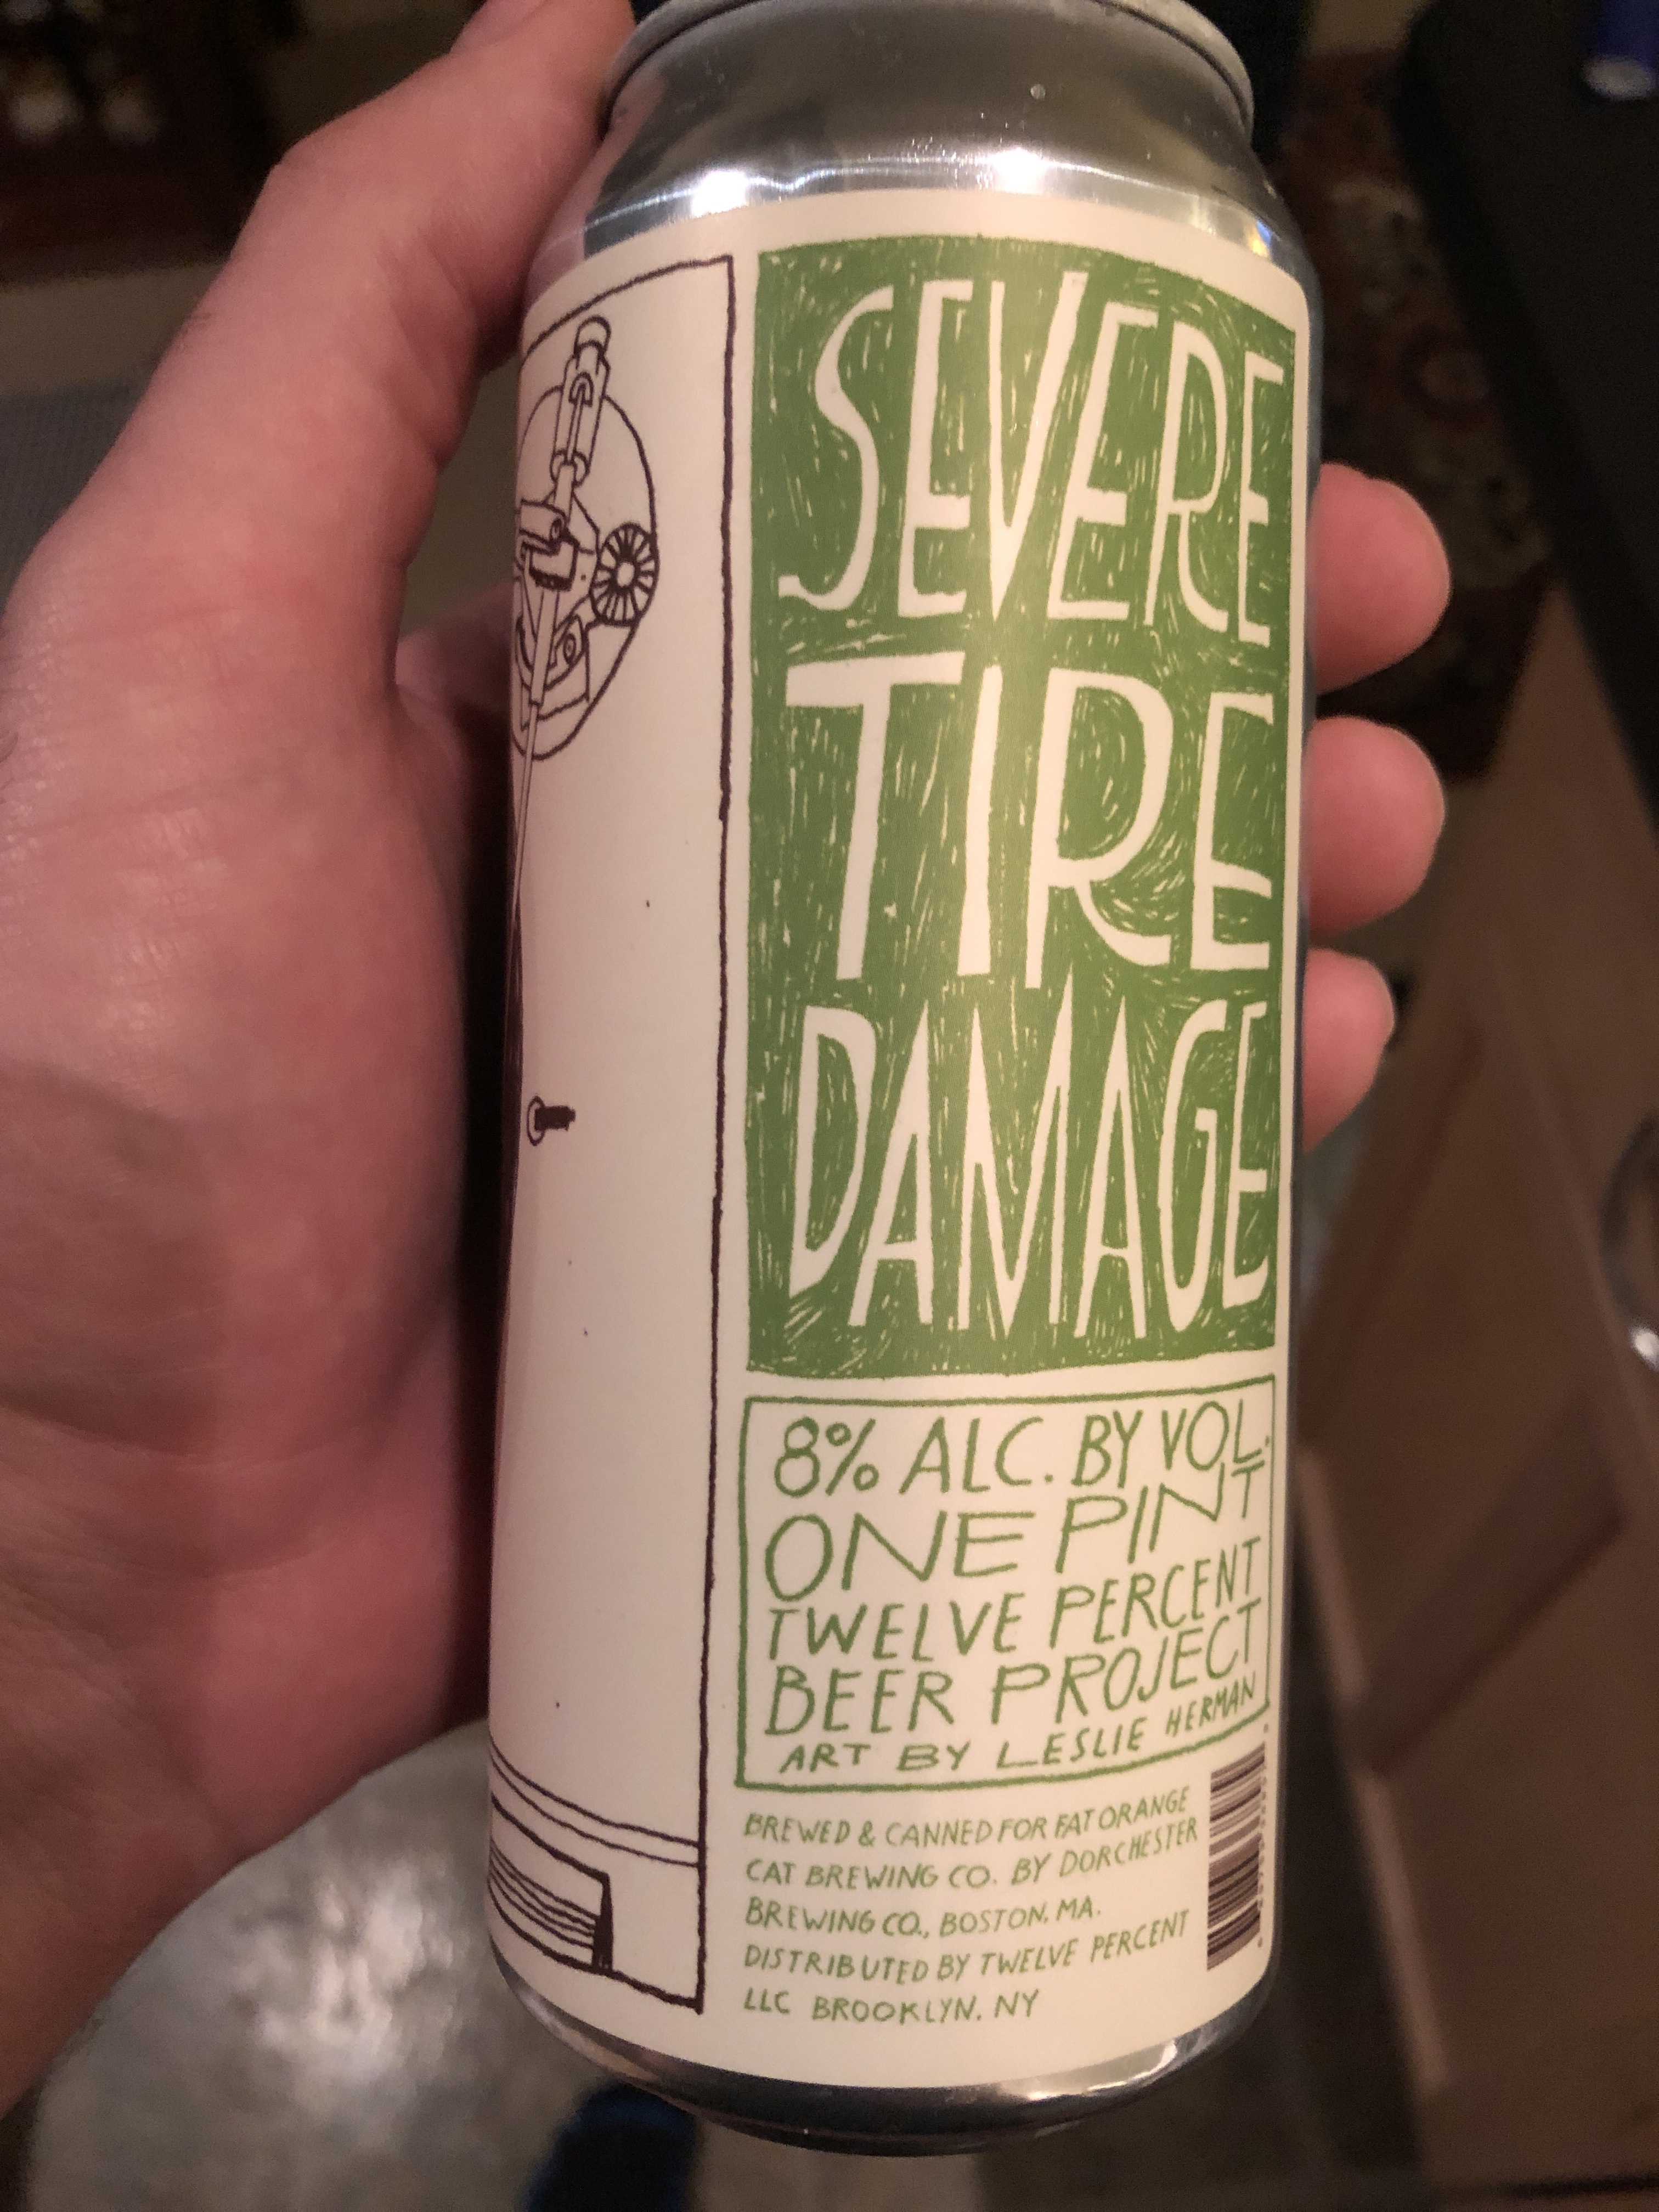 SEVERE
TIRE
DAMAGE
8% ALC. BY VOL.
ONE PINT
TWELVE PERCENT
BEER PROJECT
ART BY LESLIE HERMAN
BREWED & CANNED FOR FAT ORANGE
CAT BREWING CO. BY DORCHESTER
BREWING CO., BOSTON, MA.
DISTRIBUTED BY TWELVE PERCENT
LLC BROOKLYN, NY